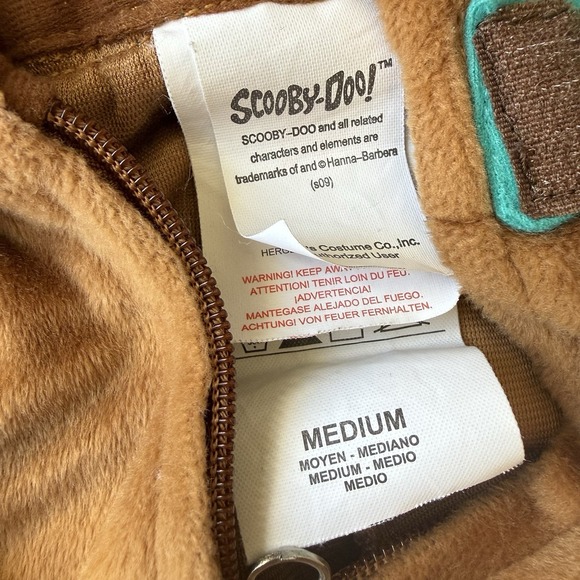 SCOOBY-DOO!™
SCOOBY-DOO and all related
characters and elements are
trademarks of and © Hanna-Barbera
(s09)
Costume Co.,Inc.
User
WARNING! KEEP
ATTENTION! TENIR LOIN DU FEU.
¡ADVERTENCIA!
MANTEGASE ALEJADO DEL FUEGO.
ACHTUNG! VON FEUER FERNHALTEN.
MEDIUM
MOYEN - MEDIANO
MEDIUM - MEDIO
MEDIO